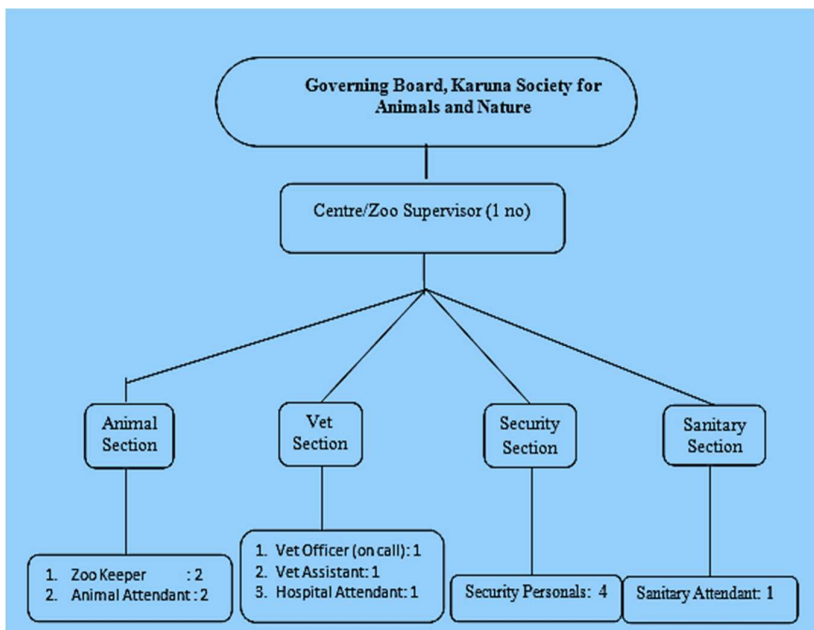 Governing Board, Karuna Society for
Animals and Nature
Centre/Zoo Supervisor (1 no)
Animal
Section
Vet
Section
Security
Section
Sanitary
Section
1. Zoo Keeper : 2
2. Animal Attendant : 2
1. Vet Officer (on call): 1
2. Vet Assistant: 1
3. Hospital Attendant: 1
Security Personals: 4
Sanitary Attendant: 1